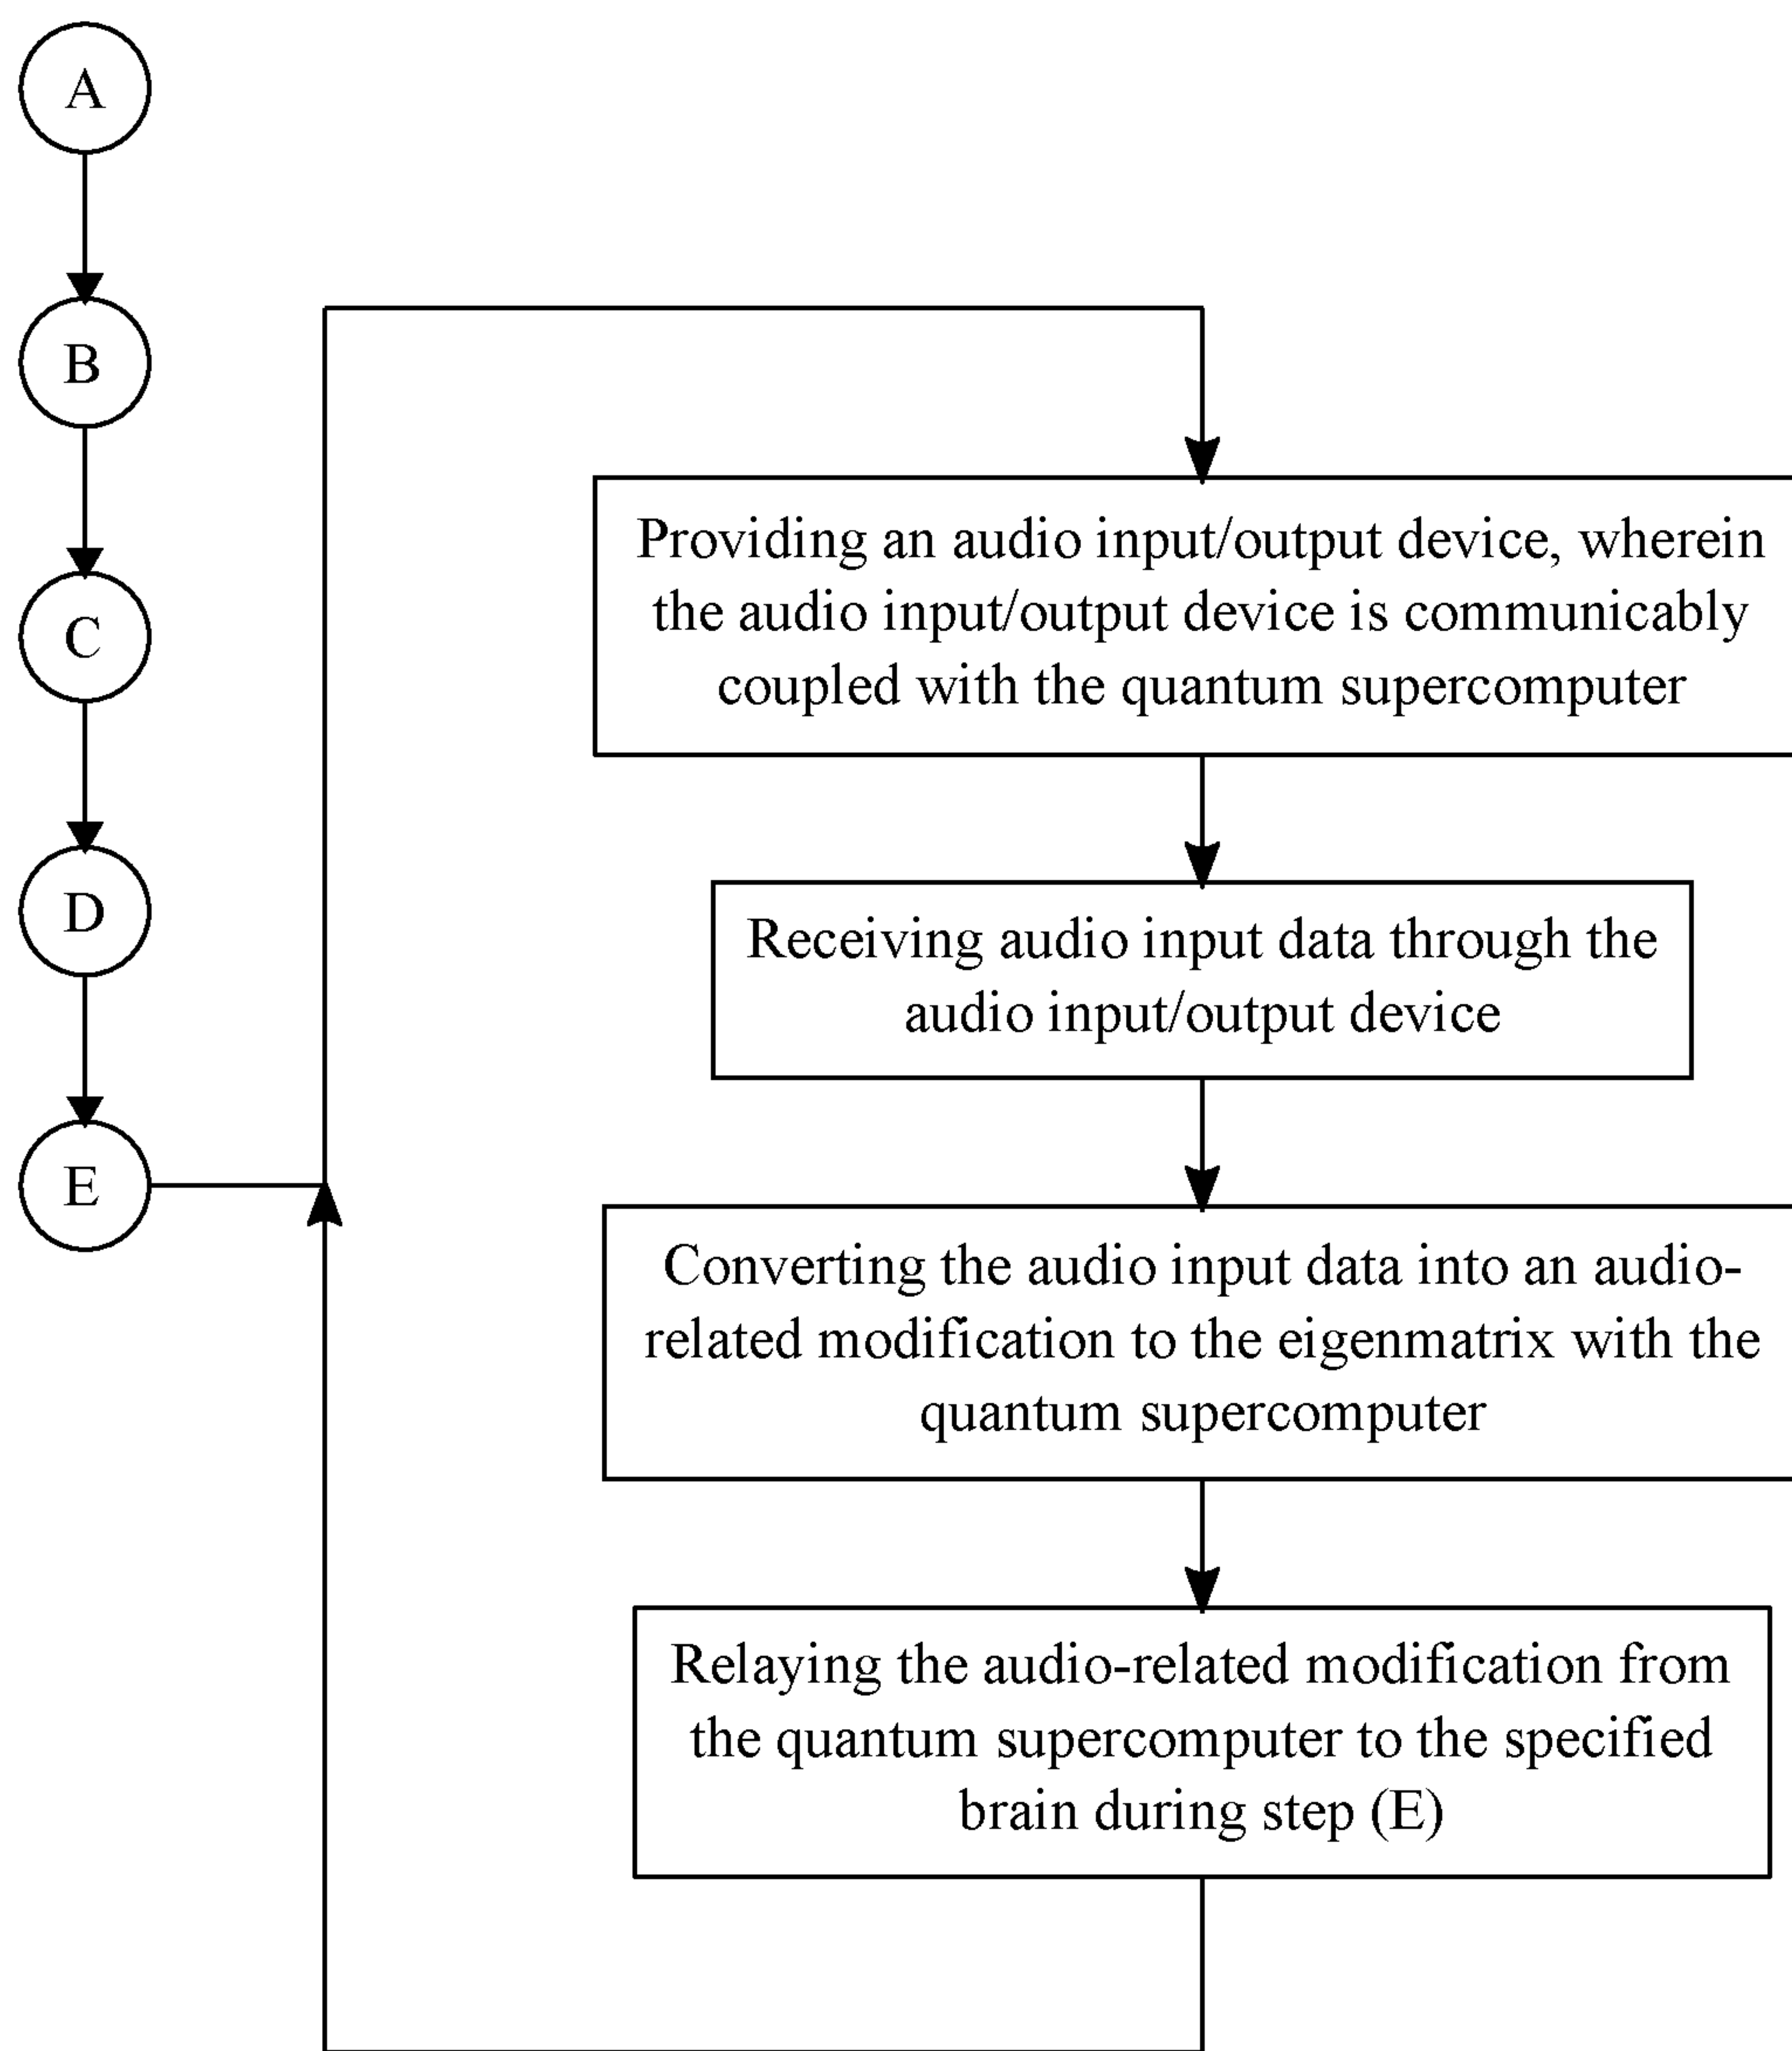 A
B
C
D
E
Providing an audio input/output device, wherein
the audio input/output device is communicably
coupled with the quantum supercomputer
Receiving audio input data through the
audio input/output device
Converting the audio input data into an audio-
related modification to the eigenmatrix with the
quantum supercomputer
Relaying the audio-related modification from
the quantum supercomputer to the specified
brain during step (E)